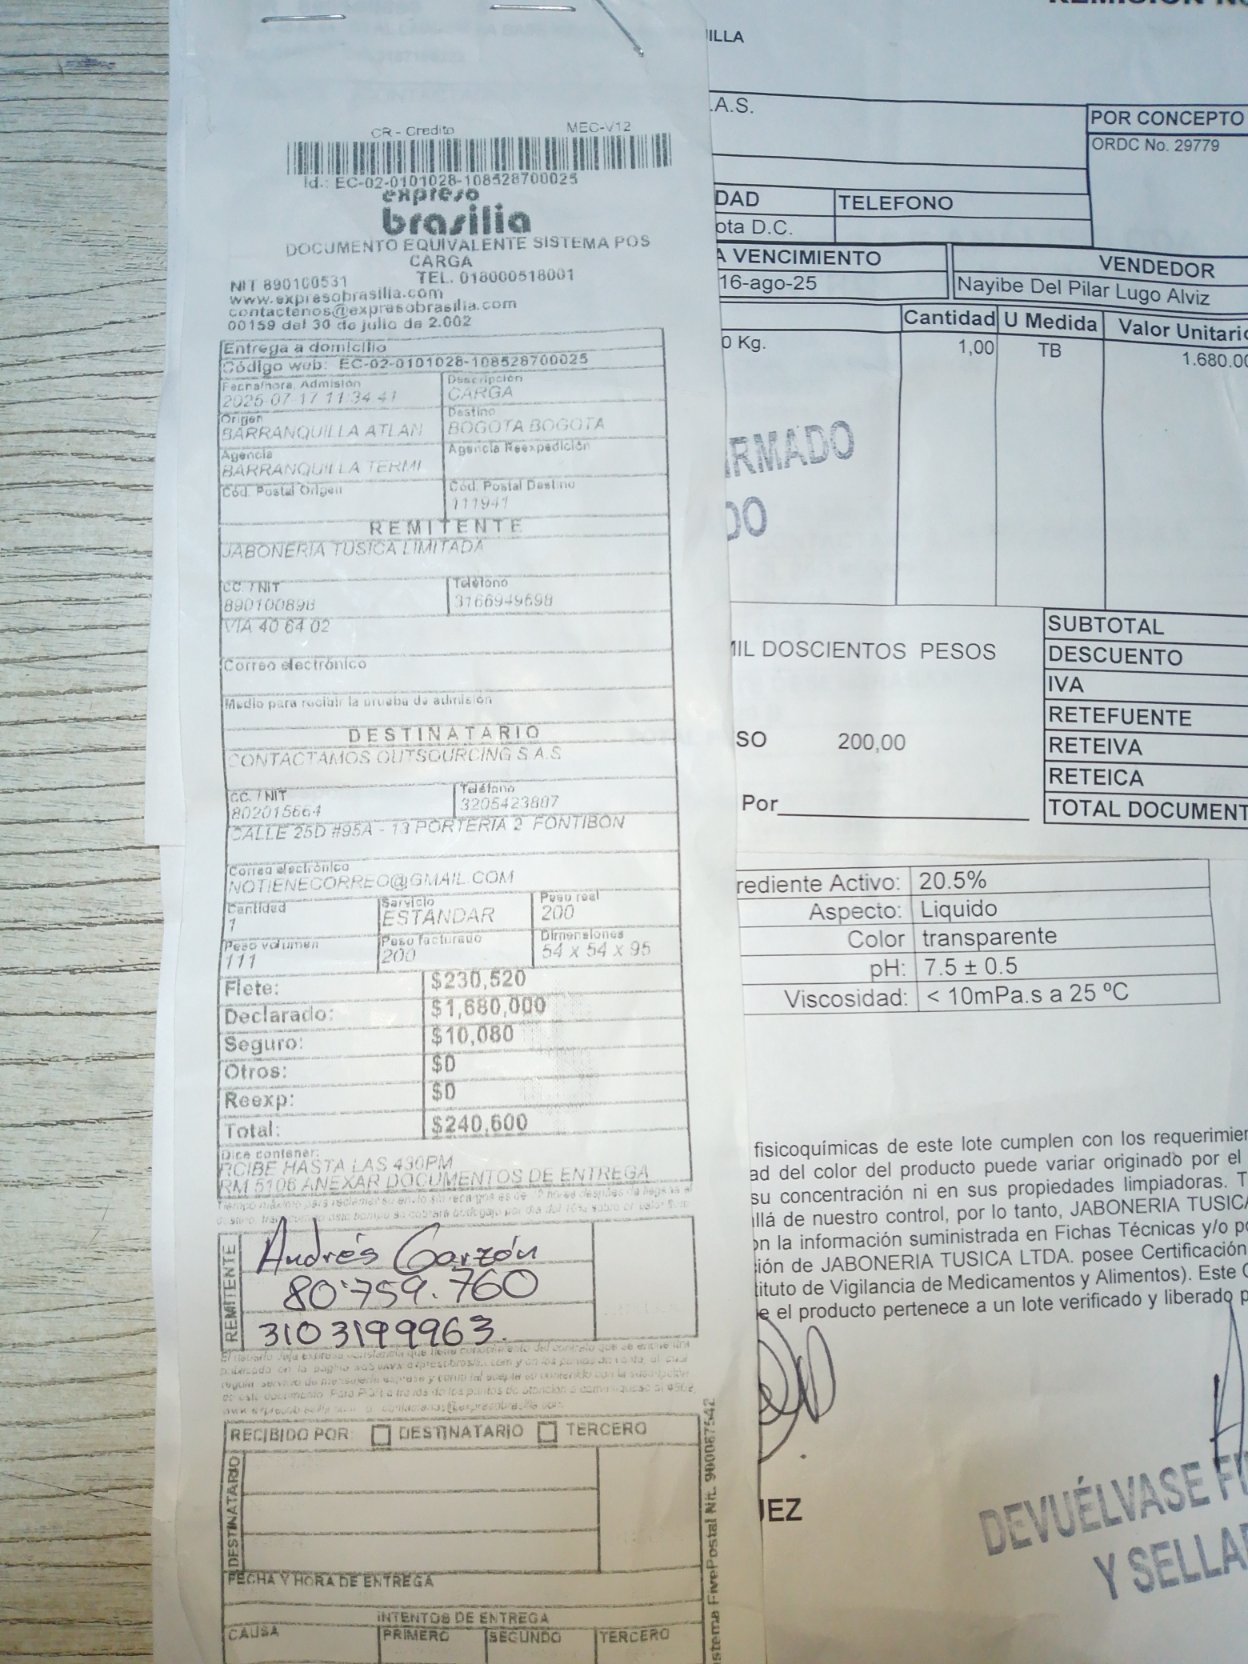 CR - Credito MEC-V12
Id.: EC-02-0101028-108528700025
expreso
brasilia
DOCUMENTO EQUIVALENTE SISTEMA POS
CARGA
NIT 890100531 TEL. 018000518001
www.expresobrasilia.com
contactenos@expresobrasilia.com
00159 del 30 de julio de 2.002
Entrega a domicilio
Código web: EC-02-0101028-108528700025
Fecha/hora Admisión Descripción
2025-07-17 11:34:41 CARGA
Origen Destino
BARRANQUILLA ATLAN BOGOTA BOGOTA
Agencia Agencia Reexpedición
BARRANQUILLA TERMI
Cód. Postal Origen Cód. Postal Destino
111941
REMITENTE
JABONERIA TUSICA LIMITADA
CC. / NIT Teléfono
890100898 3166949698
VIA 40 64 02
Correo electrónico
Medio para recibir la prueba de admisión
DESTINATARIO
CONTACTAMOS OUTSOURCING S.A.S
CC. / NIT Teléfono
802015664 3205423807
CALLE 25D #95A - 13 PORTERIA 2 FONTIBON
Correo electrónico
NOTIENECORREO@GMAIL.COM
Cantidad Servicio Peso real
1 ESTANDAR 200
Peso volumen Peso facturado Dimensiones
111 200 54 x 54 x 95
Flete: $230,520
Declarado: $1,680,000
Seguro: $10,080
Otros: $0
Reexp: $0
Total: $240,600
Dice contener:
RCIBE HASTA LAS 430PM
RM 5106 ANEXAR DOCUMENTOS DE ENTREGA
REMITENTE
Andrés Garzón
80'759.760
3103199963.
RECIBIDO POR: DESTINATARIO TERCERO
DESTINATARIO
FECHA Y HORA DE ENTREGA
INTENTOS DE ENTREGA
CAUSA PRIMERO SEGUNDO TERCERO
stema FivePostal Nit. 900087542
ILLA
.A.S.
POR CONCEPTO
ORDC No. 29779
DAD TELEFONO
ota D.C.
A VENCIMIENTO VENDEDOR
16-ago-25 Nayibe Del Pilar Lugo Alviz
Cantidad U Medida Valor Unitario
0 Kg. 1,00 TB 1.680.00
RMADO
DO
MIL DOSCIENTOS PESOS
SUBTOTAL
DESCUENTO
IVA
RETEFUENTE
SO 200,00
RETEIVA
RETEICA
Por
TOTAL DOCUMENT
rediente Activo: 20.5%
Aspecto: Liquido
Color transparente
pH: 7.5 ± 0.5
Viscosidad: < 10mPa.s a 25 ºC
fisicoquímicas de este lote cumplen con los requerimie
ad del color del producto puede variar originado por el
su concentración ni en sus propiedades limpiadoras. T
llá de nuestro control, por lo tanto, JABONERIA TUSICA
on la información suministrada en Fichas Técnicas y/o p
ión de JABONERIA TUSICA LTDA. posee Certificación
tituto de Vigilancia de Medicamentos y Alimentos). Este C
e el producto pertenece a un lote verificado y liberado p
UEZ
DEVUÉLVASE FI
Y SELLA